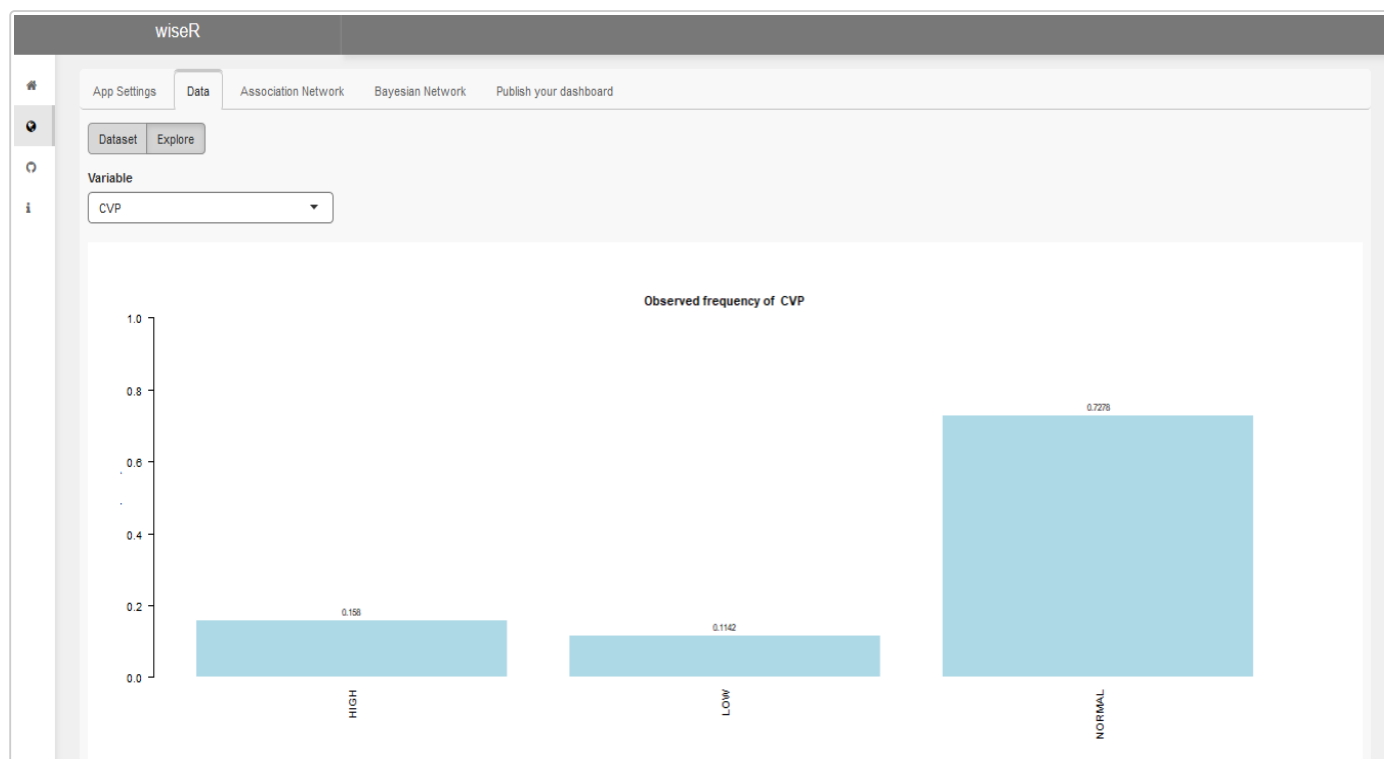 wiseR
App Settings Data Association Network Bayesian Network Publish your dashboard
Dataset Explore
Variable
CVP
Observed frequency of CVP
1.0
0.8
0.7278
0.6
0.4
0.2
0.158
0.1142
0.0
HIGH
LOW
NORMAL